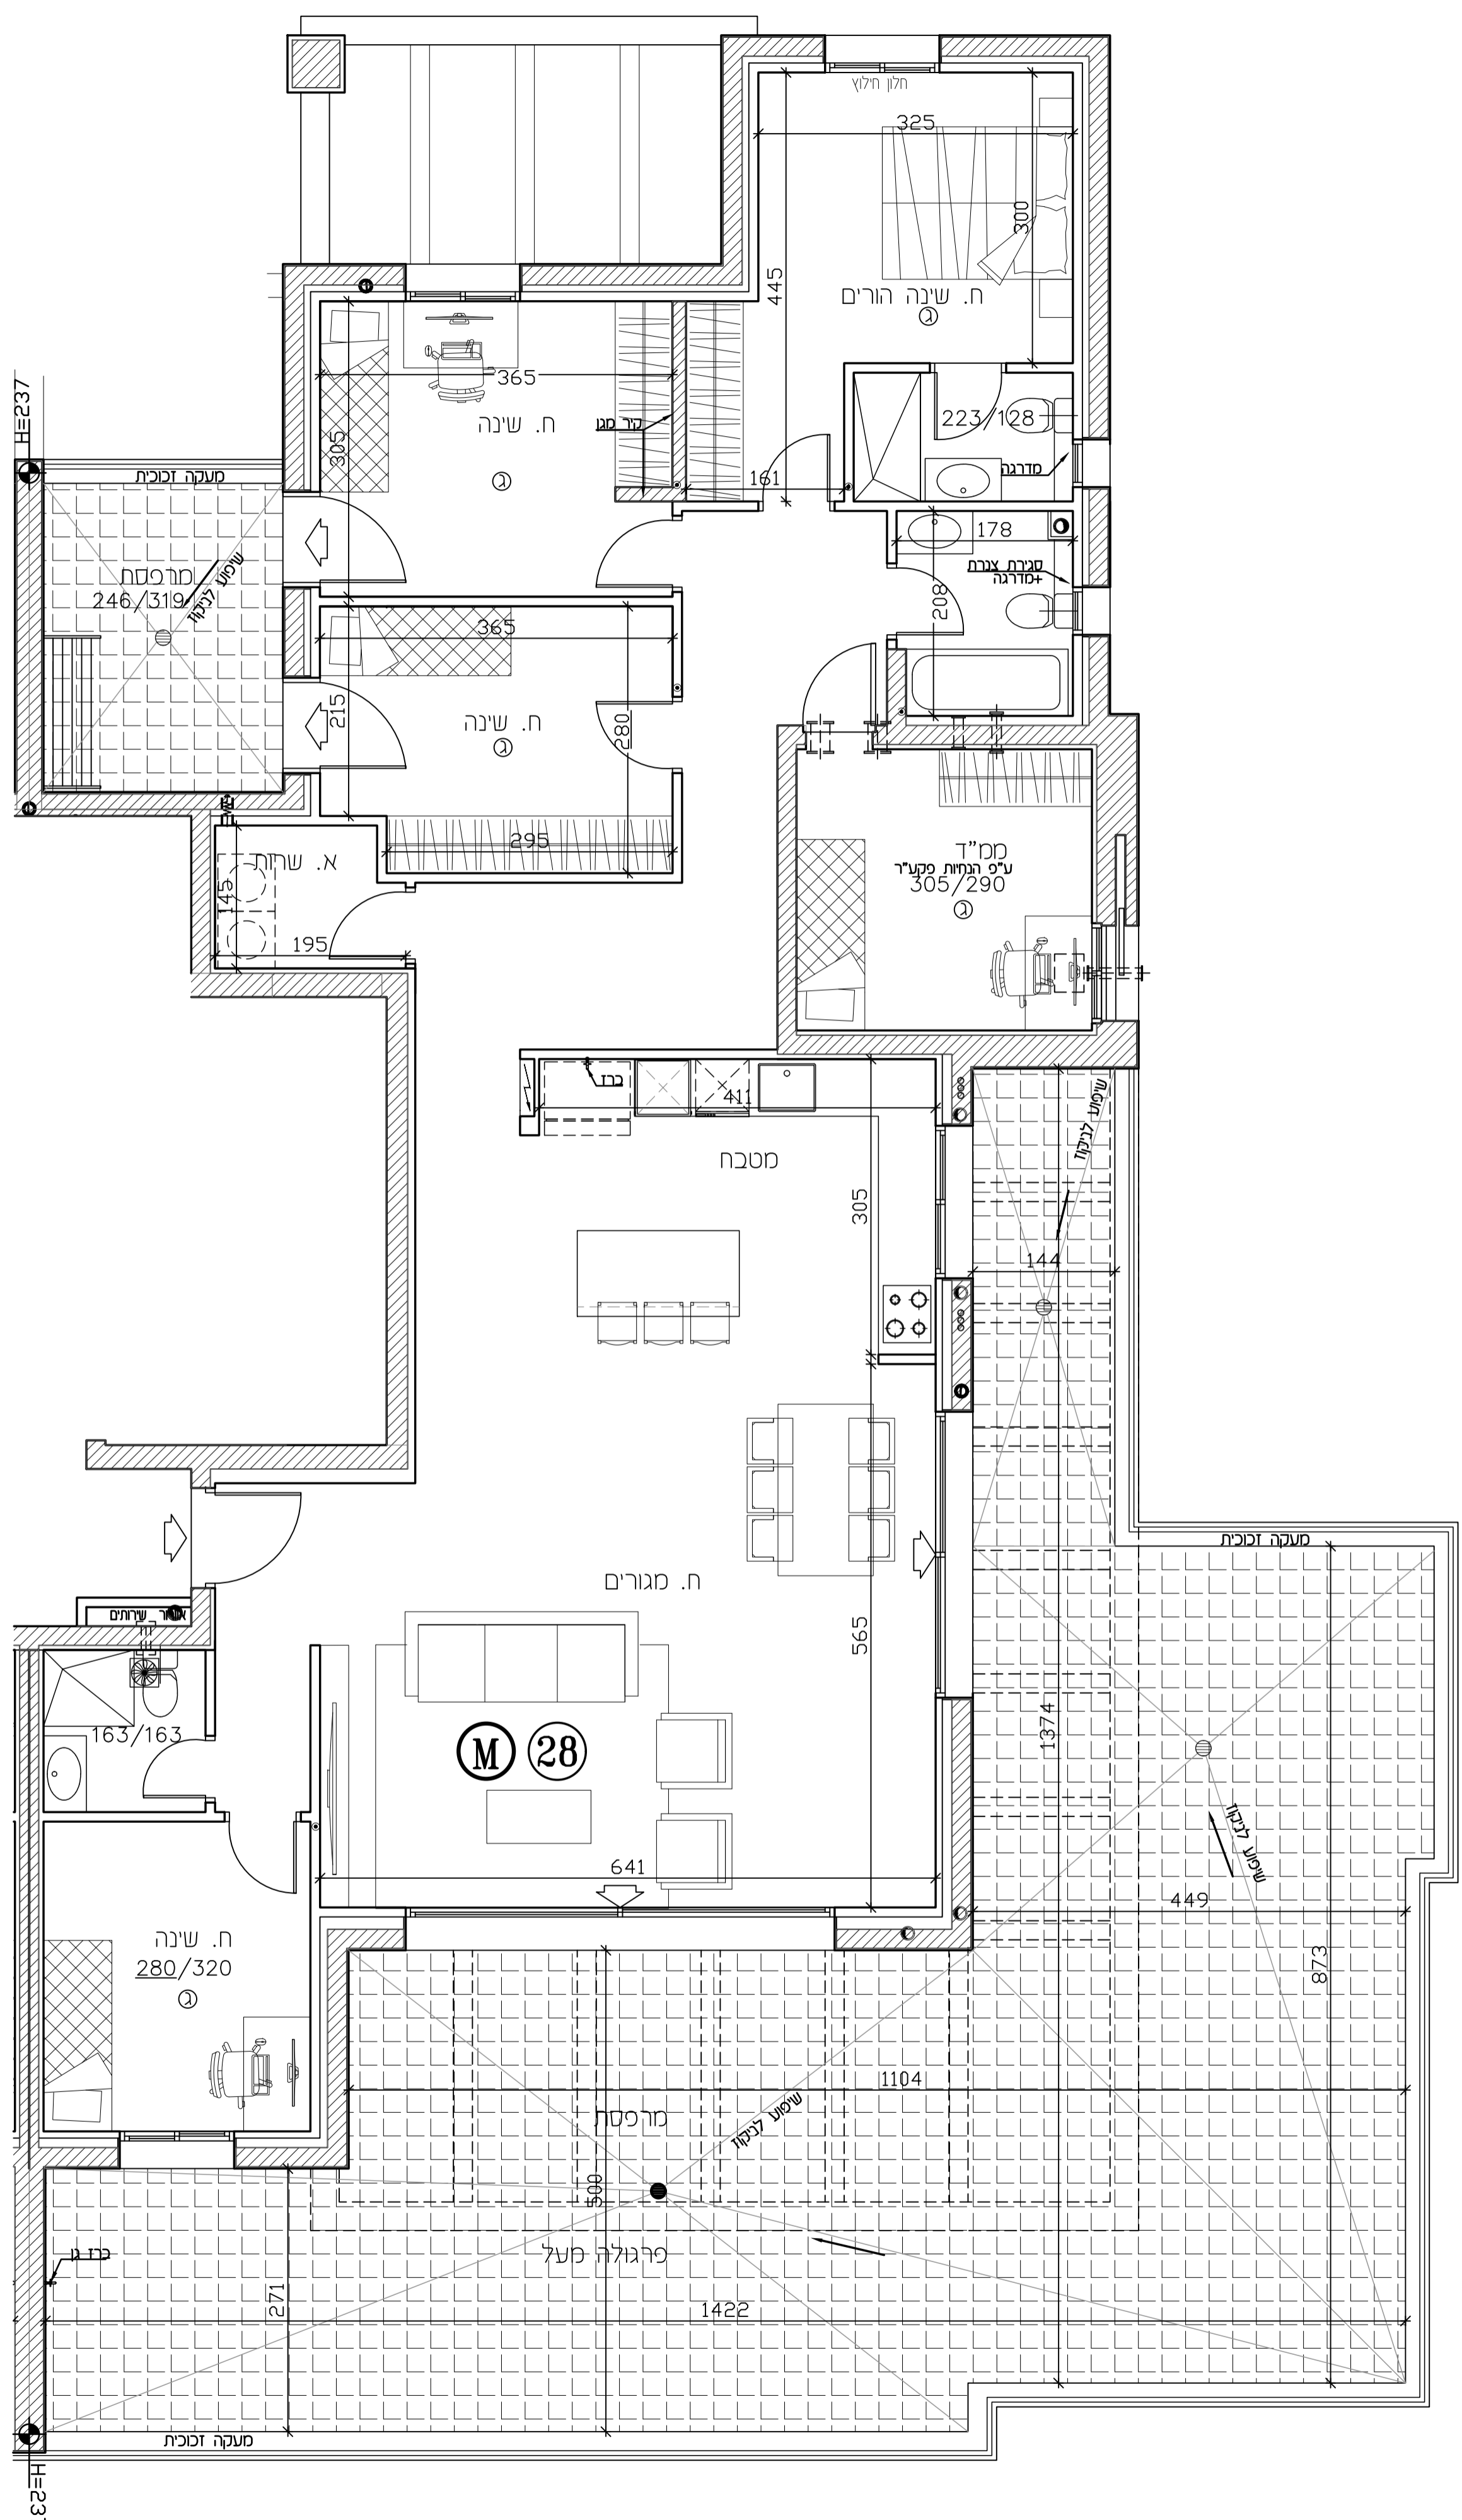 חלון חילוץ
325
300
445
ח. שינה הורים
ג
H=237
365
ח. שינה
קיר מגן
305
ג
223/128
מדרגה
161
מעקה זכוכית
178
סגירת צנרת
+מדרגה
שיפוע לניקוז
מרפסת
246/319
208
365
215
ח. שינה
280
ג
295
א. שרות
145
195
ממ"ד
ע"פ הנחיות פקע"ר
305/290
ג
ברז
411
שיפוע לניקוז
מטבח
305
144
מעקה זכוכית
ח. מגורים
565
1374
163/163
M
28
שיפוע לניקוז
641
449
873
ח. שינה
280/320
ג
1104
מרפסת
שיפוע לניקוז
500
פרגולה מעל
ברז גן
271
1422
מעקה זכוכית